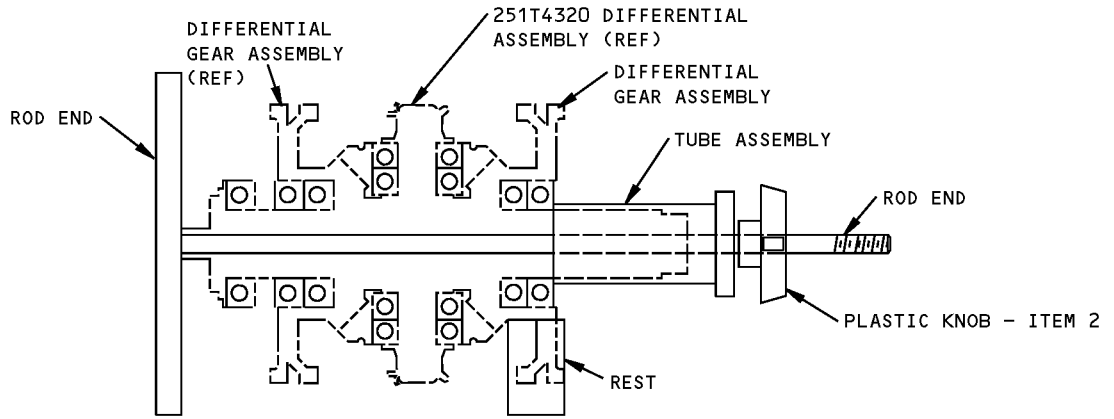 251T4320 DIFFERENTIAL
ASSEMBLY (REF)
DIFFERENTIAL
GEAR ASSEMBLY
(REF)
DIFFERENTIAL
GEAR ASSEMBLY
ROD END
TUBE ASSEMBLY
ROD END
PLASTIC KNOB - ITEM 2
REST